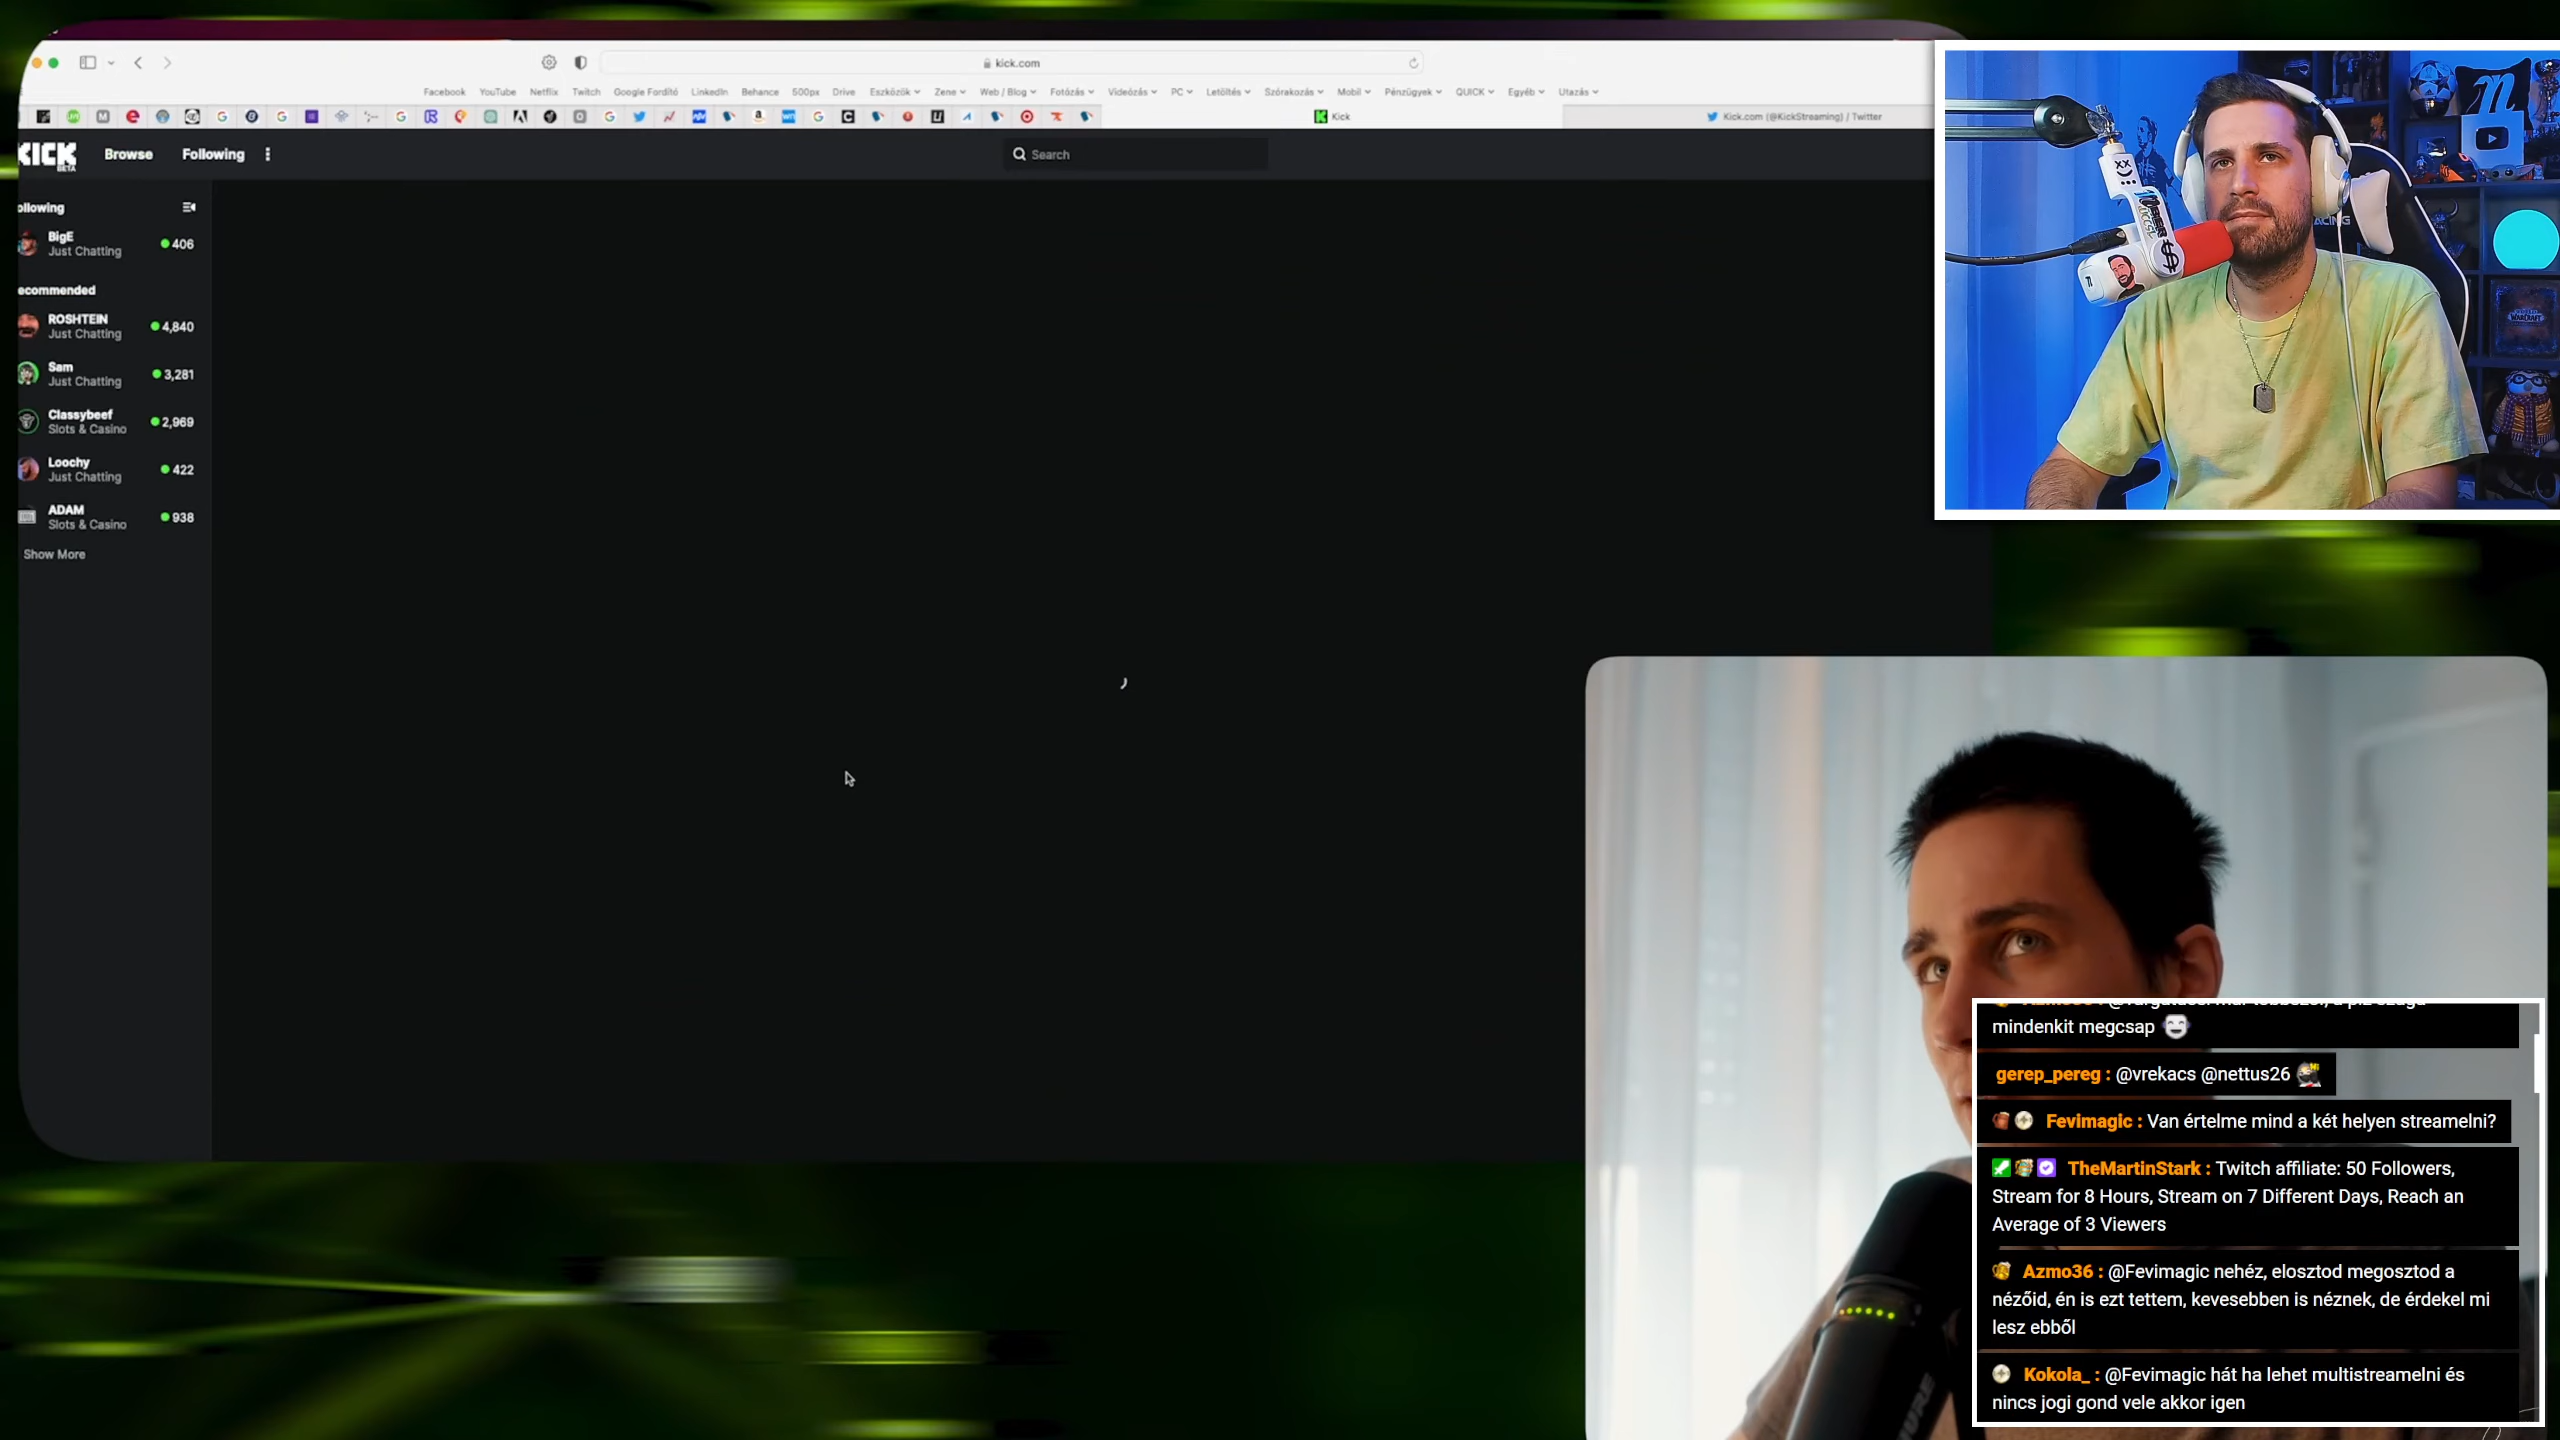 kick.com
Facebook YouTube Netflix Twitch Google Fordító LinkedIn Behance 500px Drive Eszközök Zene Web / Blog Fotózás Videózás PC Letöltés Szórakozás Mobil Pénzügyek QUICK Egyéb Utazás
Kick
Kick.com (@KickStreaming) / Twitter
KICK
BETA
Browse Following
Search
ollowing
BigE
Just Chatting
406
ecommended
ROSHTEIN
Just Chatting
4,840
Sam
Just Chatting
3,281
Classybeef
Slots & Casino
2,969
Loochy
Just Chatting
422
ADAM
Slots & Casino
938
Show More
mindenkit megcsap
gerep_pereg : @vrekacs @nettus26
Fevimagic : Van értelme mind a két helyen streamelni?
TheMartinStark : Twitch affiliate: 50 Followers,
Stream for 8 Hours, Stream on 7 Different Days, Reach an
Average of 3 Viewers
Azmo36 : @Fevimagic nehéz, elosztod megosztod a
nézőid, én is ezt tettem, kevesebben is néznek, de érdekel mi
lesz ebből
Kokola_ : @Fevimagic hát ha lehet multistreamelni és
nincs jogi gond vele akkor igen